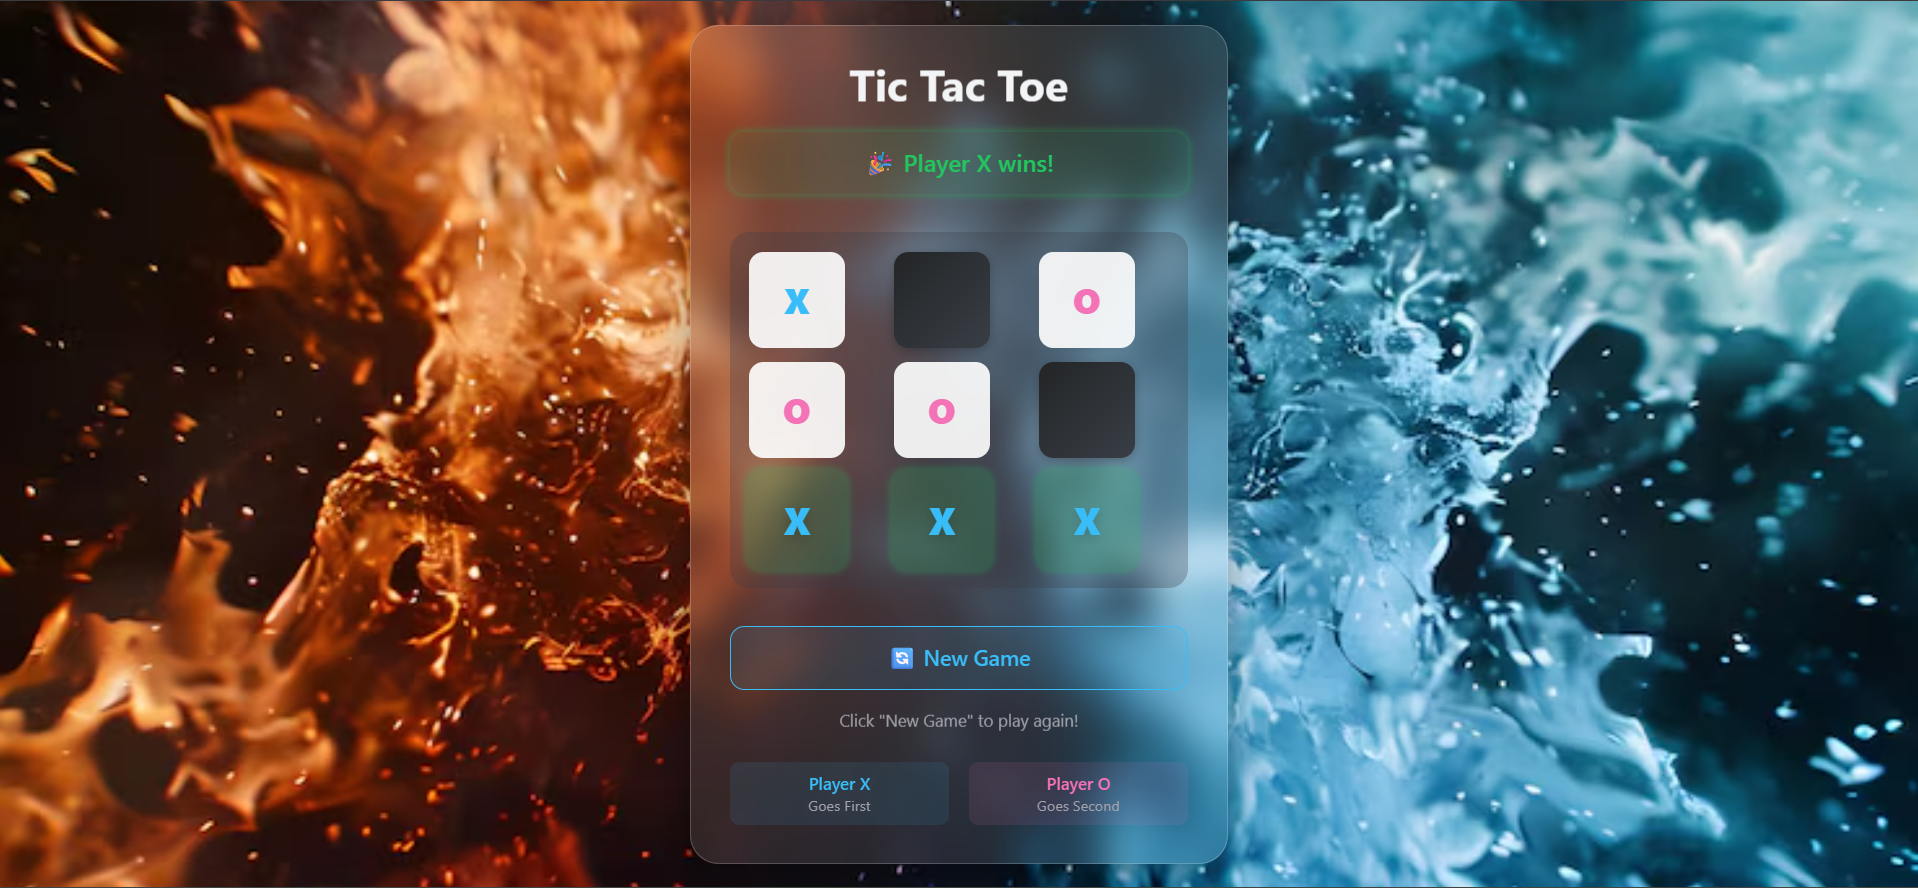 Tic Tac Toe
🎉 Player X wins!
X O
O O
X X X
🔄 New Game
Click "New Game" to play again!
Player X Player O
Goes First Goes Second